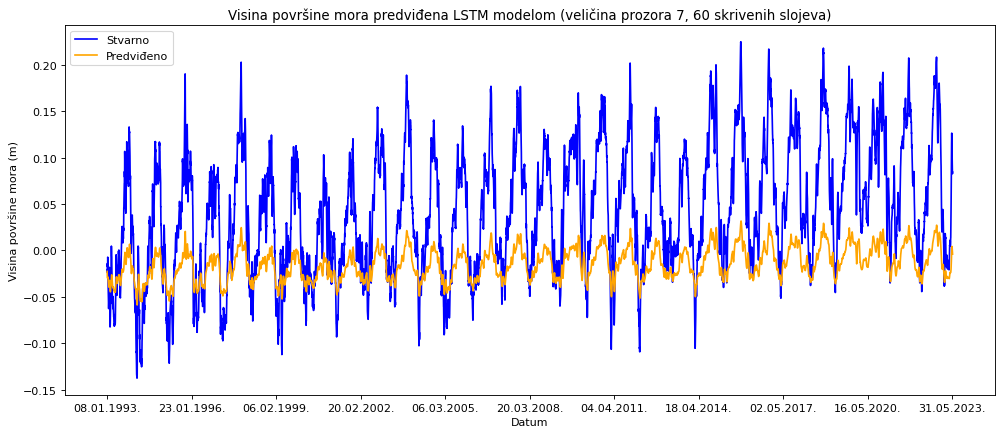 Visina površine mora predviđena LSTM modelom (veličina prozora 7, 60 skrivenih slojeva)
Stvarno
Predviđeno
Visina površine mora (m)
0.20
0.15
0.10
0.05
0.00
−0.05
−0.10
−0.15
08.01.1993. 23.01.1996. 06.02.1999. 20.02.2002. 06.03.2005. 20.03.2008. 04.04.2011. 18.04.2014. 02.05.2017. 16.05.2020. 31.05.2023.
Datum